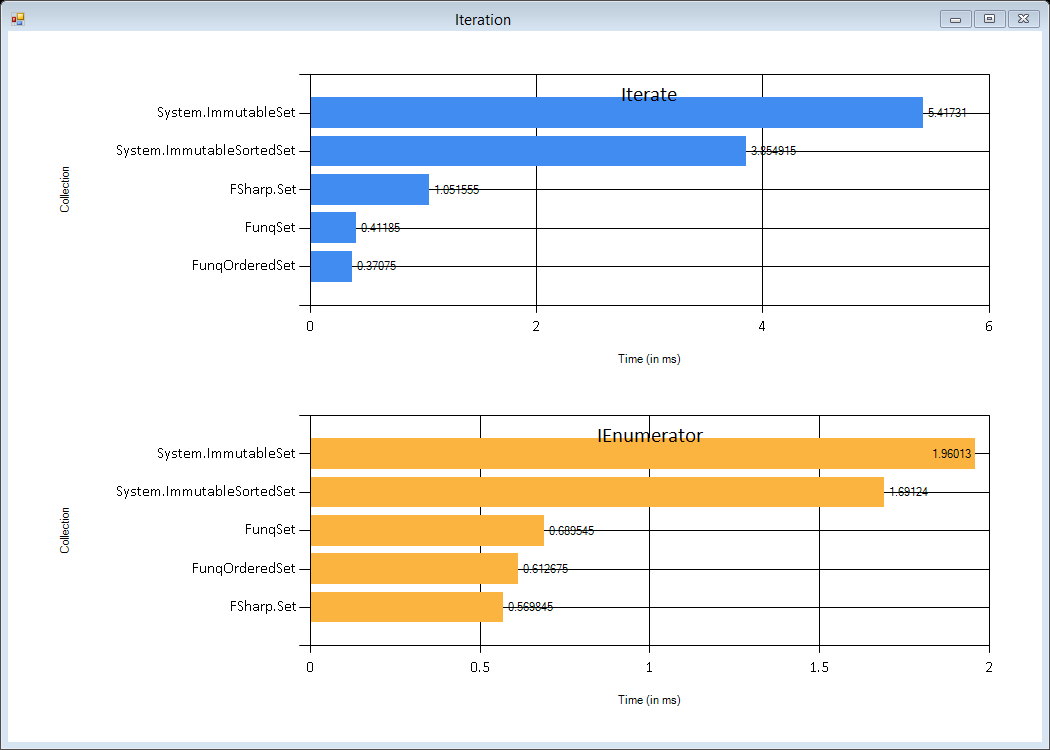 Iteration
Iterate
Collection
System.ImmutableSet 5.41731
System.ImmutableSortedSet 3.854915
FSharp.Set 1.051555
FunqSet 0.41185
FunqOrderedSet 0.37075
0 2 4 6
Time (in ms)
IEnumerator
Collection
System.ImmutableSet 1.96013
System.ImmutableSortedSet 1.69124
FunqSet 0.689545
FunqOrderedSet 0.612675
FSharp.Set 0.569845
0 0.5 1 1.5 2
Time (in ms)